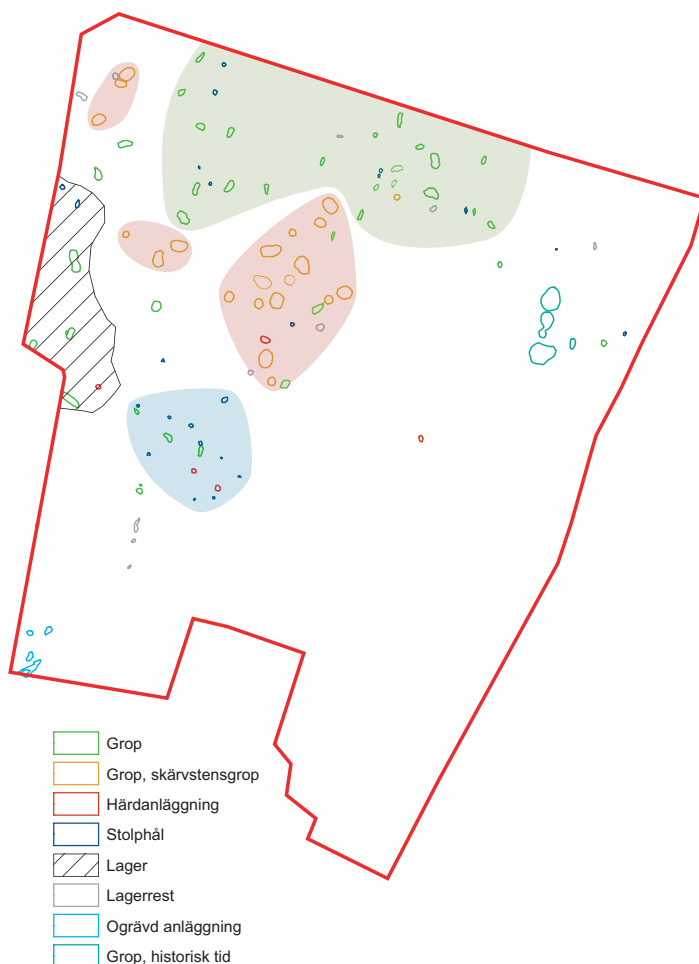 Grop
Grop, skärvstensgrop
Härdanläggning
Stolphål
Lager
Lagerrest
Ogrävd anläggning
Grop, historisk tid